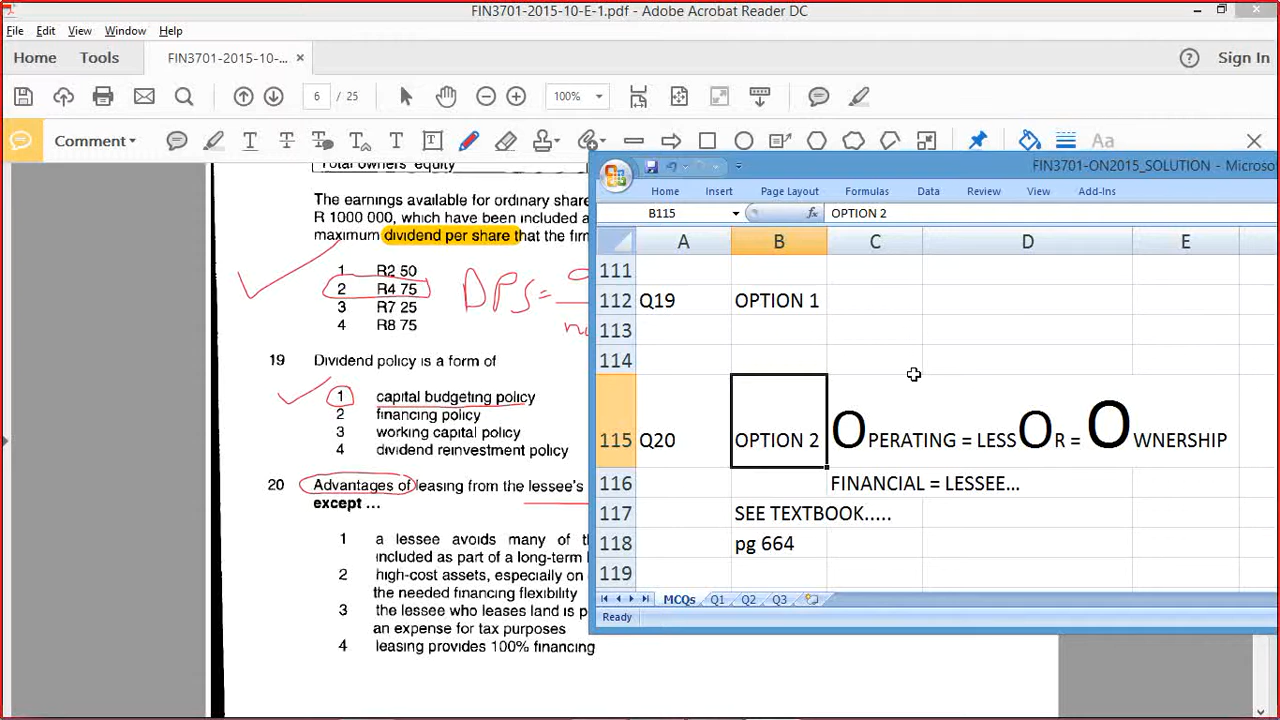 FIN3701-2015-10-E-1.pdf - Adobe Acrobat Reader DC
File Edit View Window Help
Home Tools FIN3701-2015-10-... × Sign In
6 / 25 100%
Comment Aa
Total owners' equity
The earnings available for ordinary share
R 1000 000, which have been included a
maximum dividend per share that the firm
1 R2 50
2 R4 75
3 R7 25
4 R8 75
DPS=
19 Dividend policy is a form of
1 capital budgeting policy
2 financing policy
3 working capital policy
4 dividend reinvestment policy
20 Advantages of leasing from the lessee's
except ...
1 a lessee avoids many of
included as part of a long-term
2 high-cost assets, especially on
the needed financing flexibility
3 the lessee who leases land is
an expense for tax purposes
4 leasing provides 100% financing
FIN3701-ON2015_SOLUTION - Microso
Home Insert Page Layout Formulas Data Review View Add-Ins
B115 fx OPTION 2
A B C D E
111
112 Q19 OPTION 1
113
114
115 Q20 OPTION 2 OPERATING = LESSOR = OWNERSHIP
116 FINANCIAL = LESSEE...
117 SEE TEXTBOOK.....
118 pg 664
119
MCQs Q1 Q2 Q3
Ready